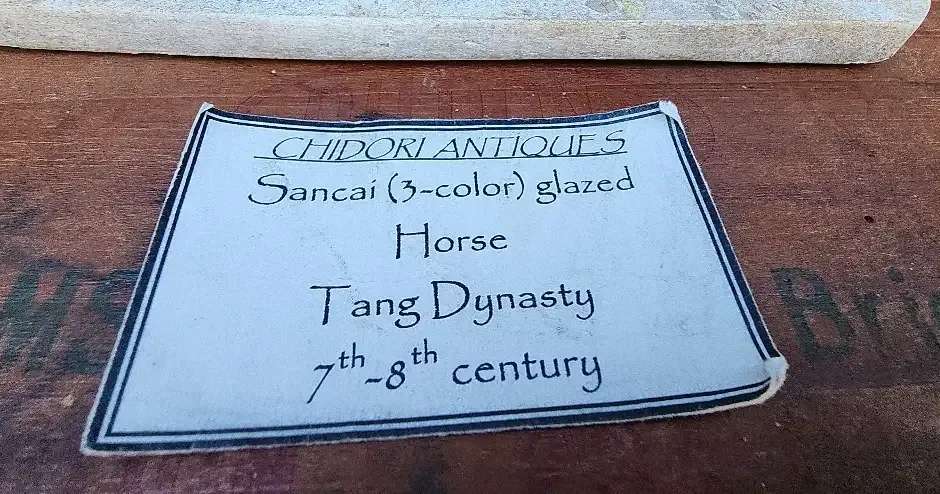 CHIDORI ANTIQUES
Sancai (3-color) glazed
Horse
Tang Dynasty
7th-8th century